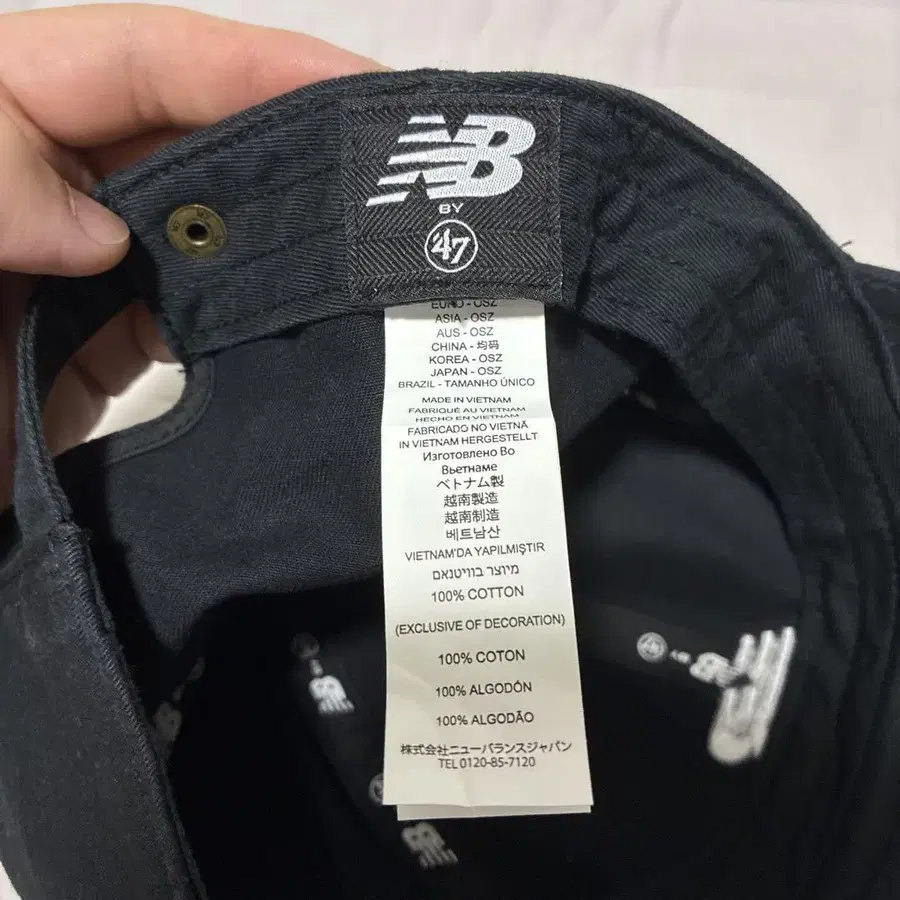 NB
BY
'47
EURO - OSZ
ASIA - OSZ
AUS - OSZ
CHINA - 均码
KOREA - OSZ
JAPAN - OSZ
BRAZIL - TAMANHO ÚNICO
MADE IN VIETNAM
FABRIQUÉ AU VIETNAM
HECHO EN VIETNAM
FABRICADO NO VIETNÃ
IN VIETNAM HERGESTELLT
Изготовлено Во
Вьетнаме
ベトナム製
越南製造
越南制造
베트남산
VIETNAM'DA YAPILMIŞTIR
מיוצר בוויטנאם
100% COTTON
(EXCLUSIVE OF DECORATION)
100% COTON
100% ALGODÓN
100% ALGODÃO
株式会社ニューバランスジャパン
TEL 0120-85-7120
NB
NB
NB